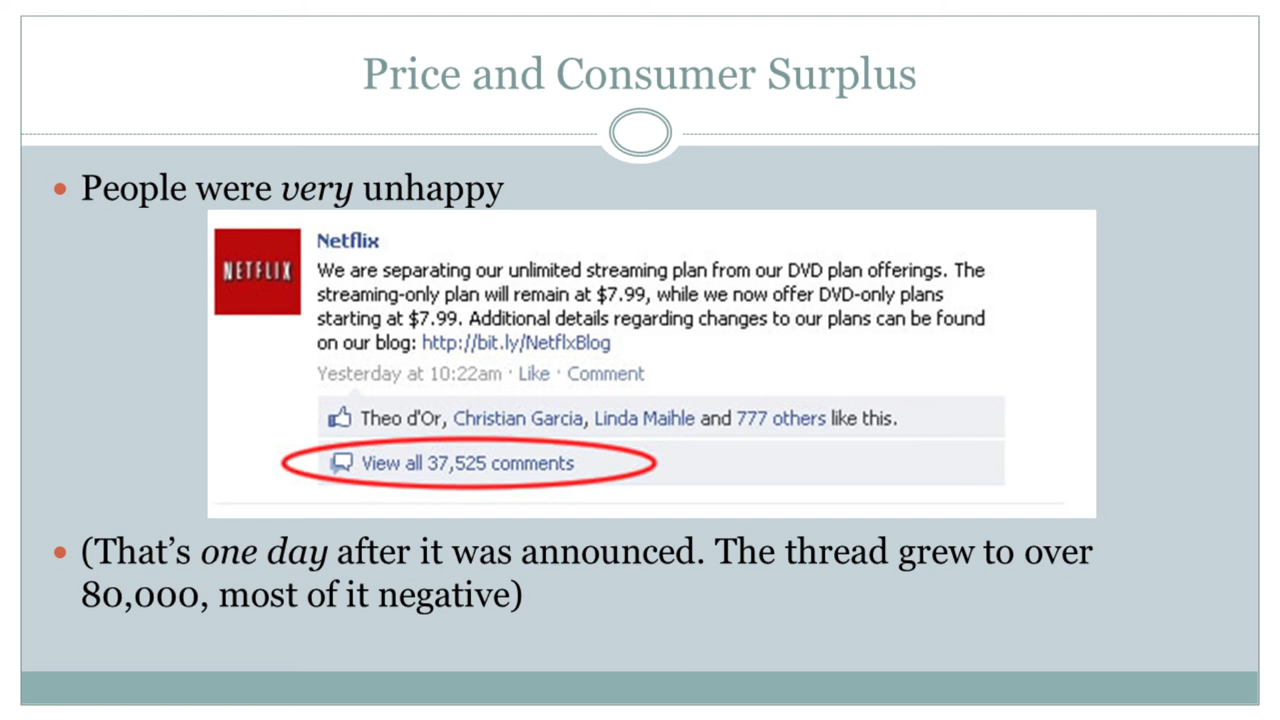 Price and Consumer Surplus
• People were very unhappy
NETFLIX
Netflix
We are separating our unlimited streaming plan from our DVD plan offerings. The
streaming-only plan will remain at $7.99, while we now offer DVD-only plans
starting at $7.99. Additional details regarding changes to our plans can be found
on our blog: http://bit.ly/NetflxBlog
Yesterday at 10:22am · Like · Comment
Theo d'Or, Christian Garcia, Linda Maihle and 777 others like this.
View all 37,525 comments
• (That’s one day after it was announced. The thread grew to over
80,000, most of it negative)